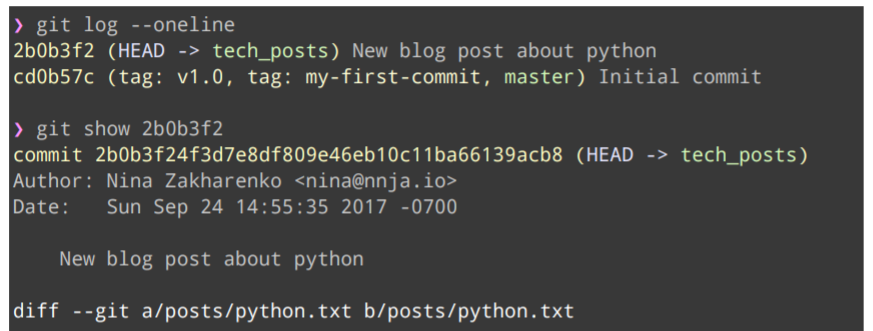 ❯ git log --oneline
2b0b3f2 (HEAD -> tech_posts) New blog post about python
cd0b57c (tag: v1.0, tag: my-first-commit, master) Initial commit
❯ git show 2b0b3f2
commit 2b0b3f24f3d7e8df809e46eb10c11ba66139acb8 (HEAD -> tech_posts)
Author: Nina Zakharenko <nina@nnja.io>
Date:   Sun Sep 24 14:55:35 2017 -0700
    New blog post about python
diff --git a/posts/python.txt b/posts/python.txt